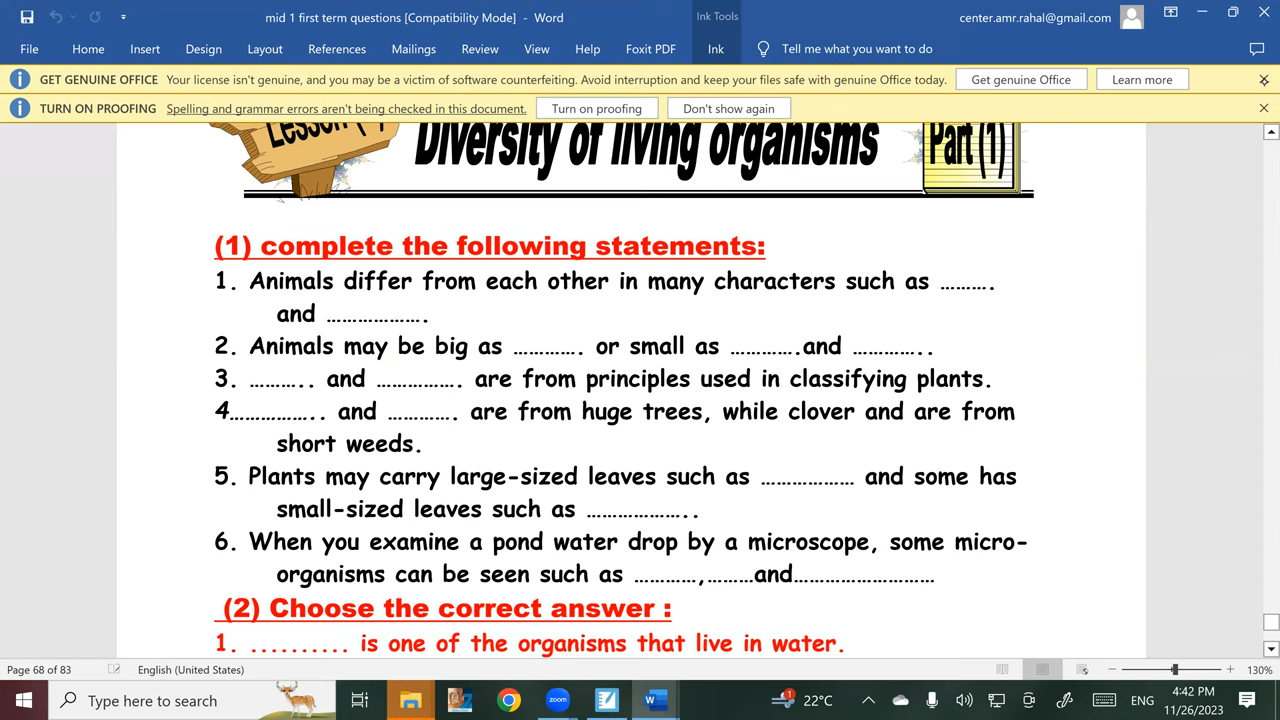 mid 1 first term questions [Compatibility Mode] - Word
Ink Tools
center.amr.rahal@gmail.com
File Home Insert Design Layout References Mailings Review View Help Foxit PDF Ink Tell me what you want to do
GET GENUINE OFFICE Your license isn't genuine, and you may be a victim of software counterfeiting. Avoid interruption and keep your files safe with genuine Office today. Get genuine Office Learn more
TURN ON PROOFING Spelling and grammar errors aren't being checked in this document. Turn on proofing Don't show again
Lesson Diversity of living organisms Part (1)
(1) complete the following statements:
1. Animals differ from each other in many characters such as ……….
and ……………….
2. Animals may be big as …………. or small as ………….and …………..
3. ……….. and ……………. are from principles used in classifying plants.
4…………….. and …………. are from huge trees, while clover and are from
short weeds.
5. Plants may carry large-sized leaves such as ……………… and some has
small-sized leaves such as ………………..
6. When you examine a pond water drop by a microscope, some micro-
organisms can be seen such as …………,………and………………………
(2) Choose the correct answer :
1. .......... is one of the organisms that live in water.
Page 68 of 83 English (United States) 130%
Type here to search zoom 1 22°C ENG 4:42 PM
11/26/2023